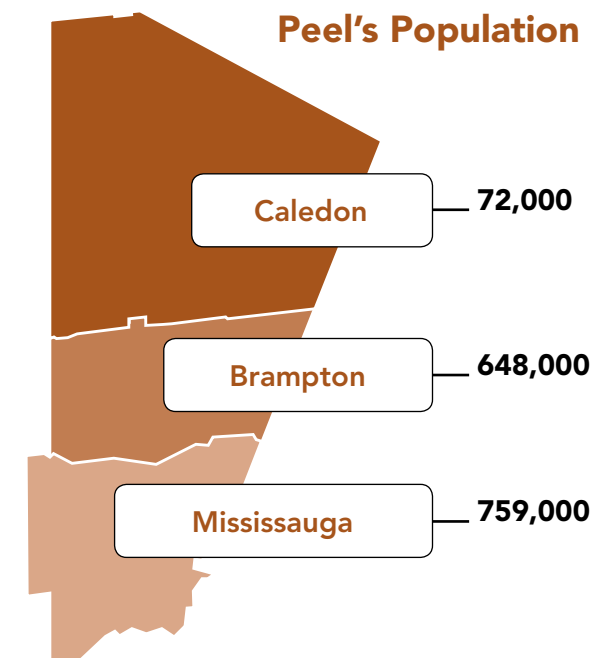 Peel’s Population
Caledon 72,000
Brampton 648,000
Mississauga 759,000